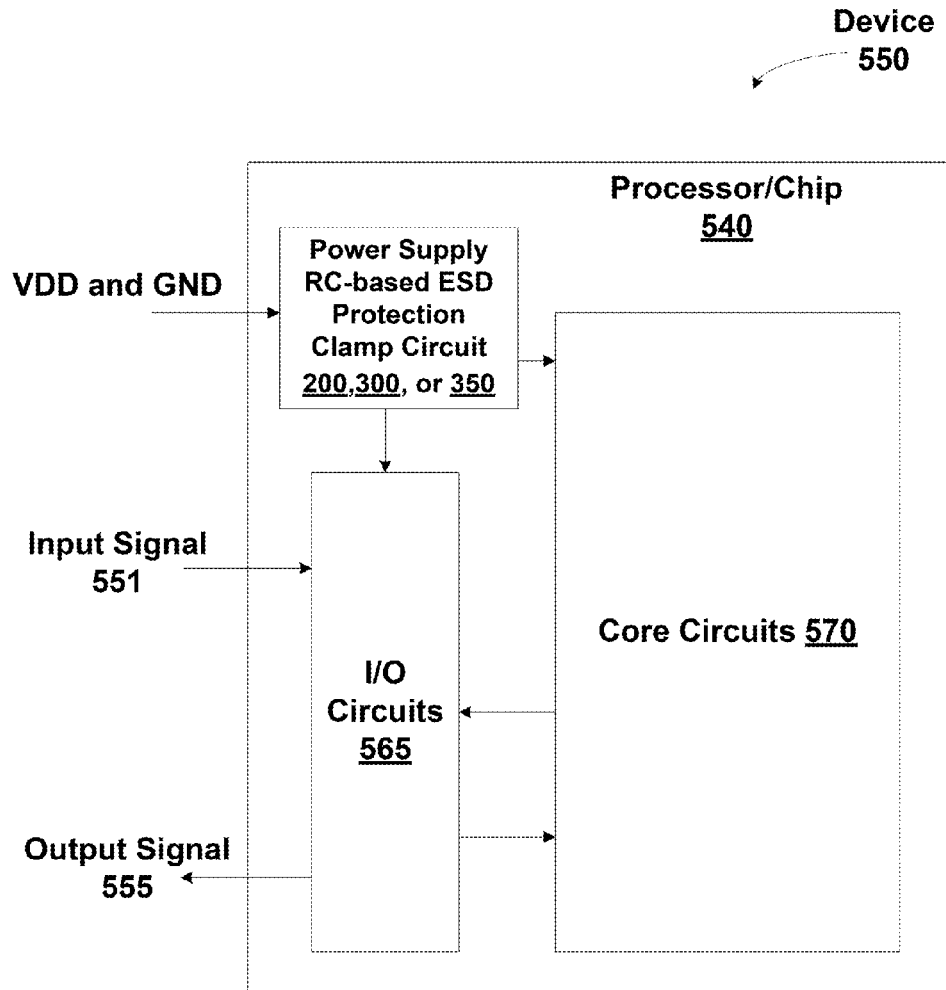 Device
550
Processor/Chip
540
Power Supply
RC-based ESD
Protection
Clamp Circuit
200,300, or 350
VDD and GND
Input Signal
551
Core Circuits 570
I/O
Circuits
565
Output Signal
555